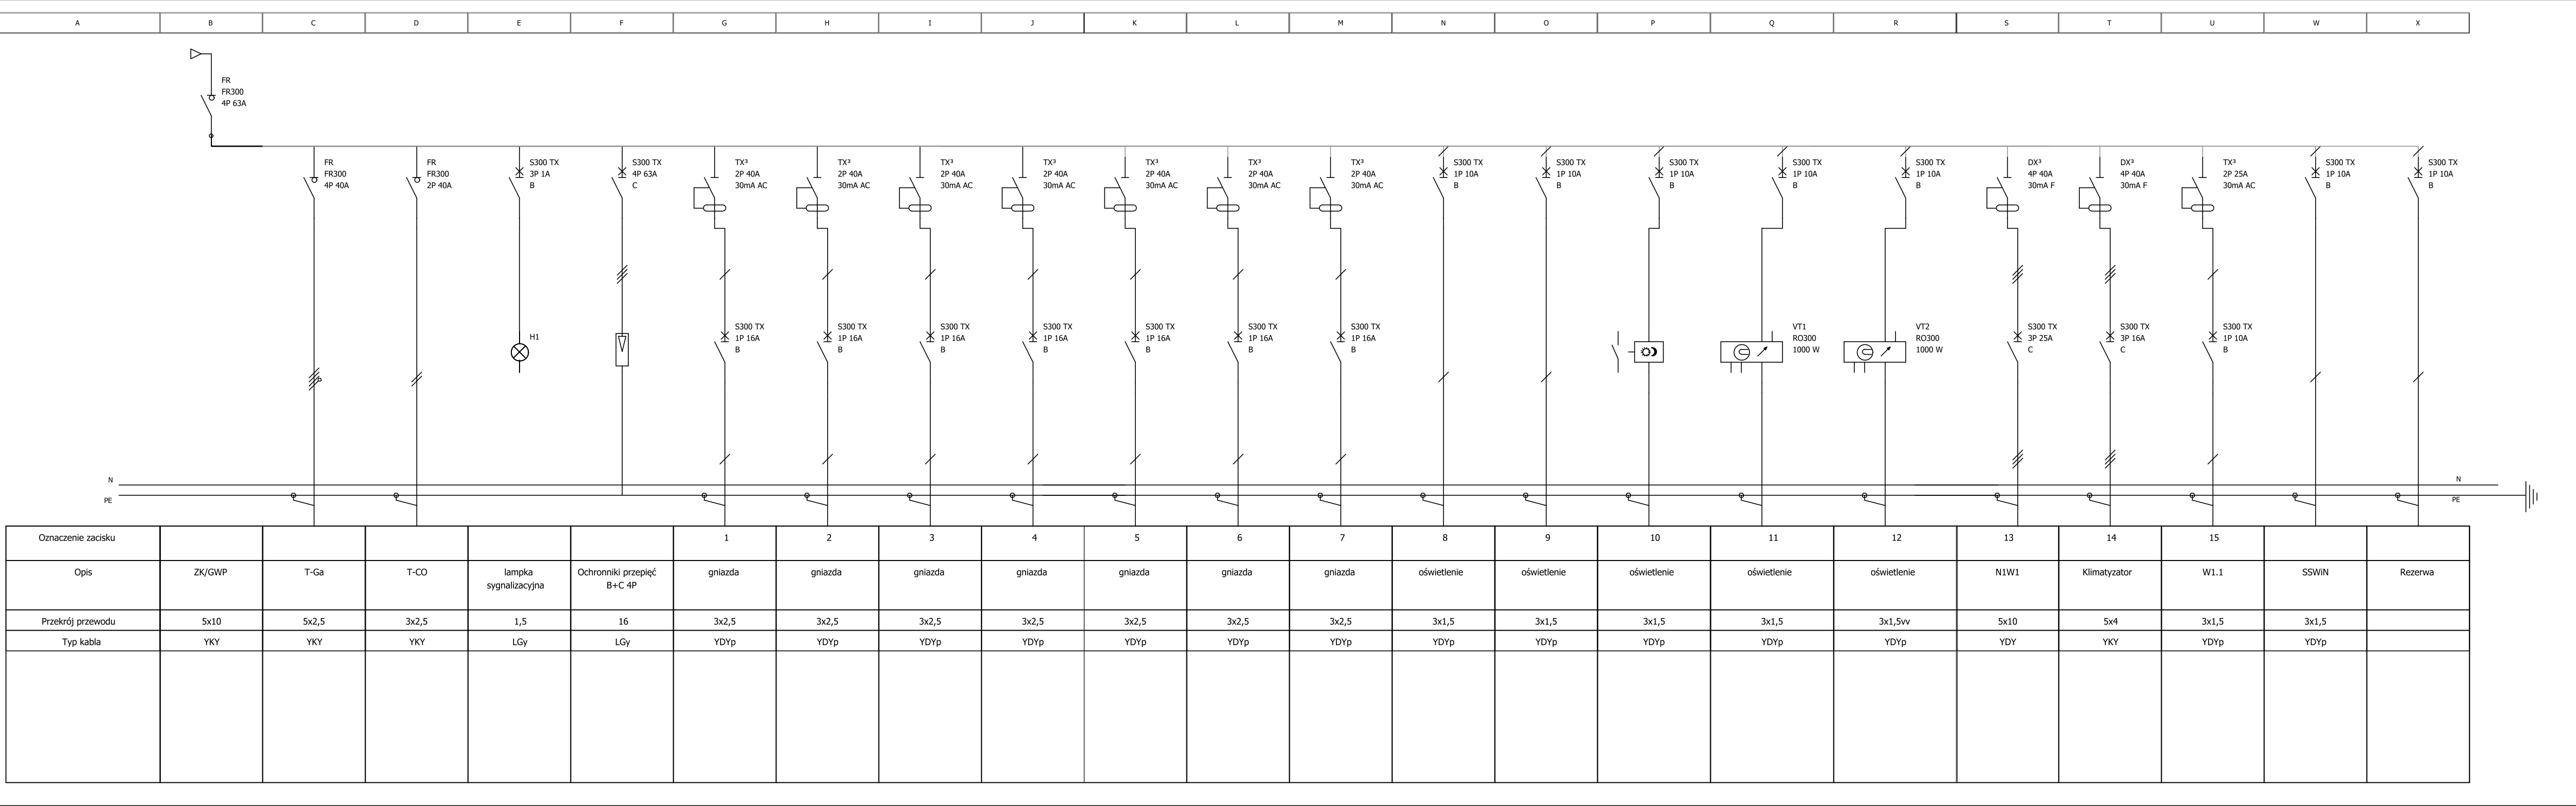 A B C D E F G H I J K L M N O P Q R S T U W X
FR
FR300
4P 63A
FR FR S300 TX S300 TX TX³ TX³ TX³ TX³ TX³ TX³ TX³ S300 TX S300 TX S300 TX S300 TX S300 TX DX³ DX³ TX³ S300 TX S300 TX
FR300 FR300 3P 1A 4P 63A 2P 40A 2P 40A 2P 40A 2P 40A 2P 40A 2P 40A 2P 40A 1P 10A 1P 10A 1P 10A 1P 10A 1P 10A 4P 40A 4P 40A 2P 25A 1P 10A 1P 10A
4P 40A 2P 40A B C 30mA AC 30mA AC 30mA AC 30mA AC 30mA AC 30mA AC 30mA AC B B B B B 30mA F 30mA F 30mA AC B B
S300 TX S300 TX S300 TX S300 TX S300 TX S300 TX S300 TX VT1 VT2 S300 TX S300 TX S300 TX
H1 1P 16A 1P 16A 1P 16A 1P 16A 1P 16A 1P 16A 1P 16A RO300 RO300 3P 25A 3P 16A 1P 10A
B B B B B B B 1000 W 1000 W C C B
N N
PE PE
Oznaczenie zacisku 1 2 3 4 5 6 7 8 9 10 11 12 13 14 15
Opis ZK/GWP T-Ga T-CO lampka Ochronniki przepięć gniazda gniazda gniazda gniazda gniazda gniazda gniazda oświetlenie oświetlenie oświetlenie oświetlenie oświetlenie N1W1 Klimatyzator W1.1 SSWiN Rezerwa
sygnalizacyjna B+C 4P
Przekrój przewodu 5x10 5x2,5 3x2,5 1,5 16 3x2,5 3x2,5 3x2,5 3x2,5 3x2,5 3x2,5 3x2,5 3x1,5 3x1,5 3x1,5 3x1,5 3x1,5vv 5x10 5x4 3x1,5 3x1,5
Typ kabla YKY YKY YKY LGy LGy YDYp YDYp YDYp YDYp YDYp YDYp YDYp YDYp YDYp YDYp YDYp YDYp YDY YKY YDYp YDYp